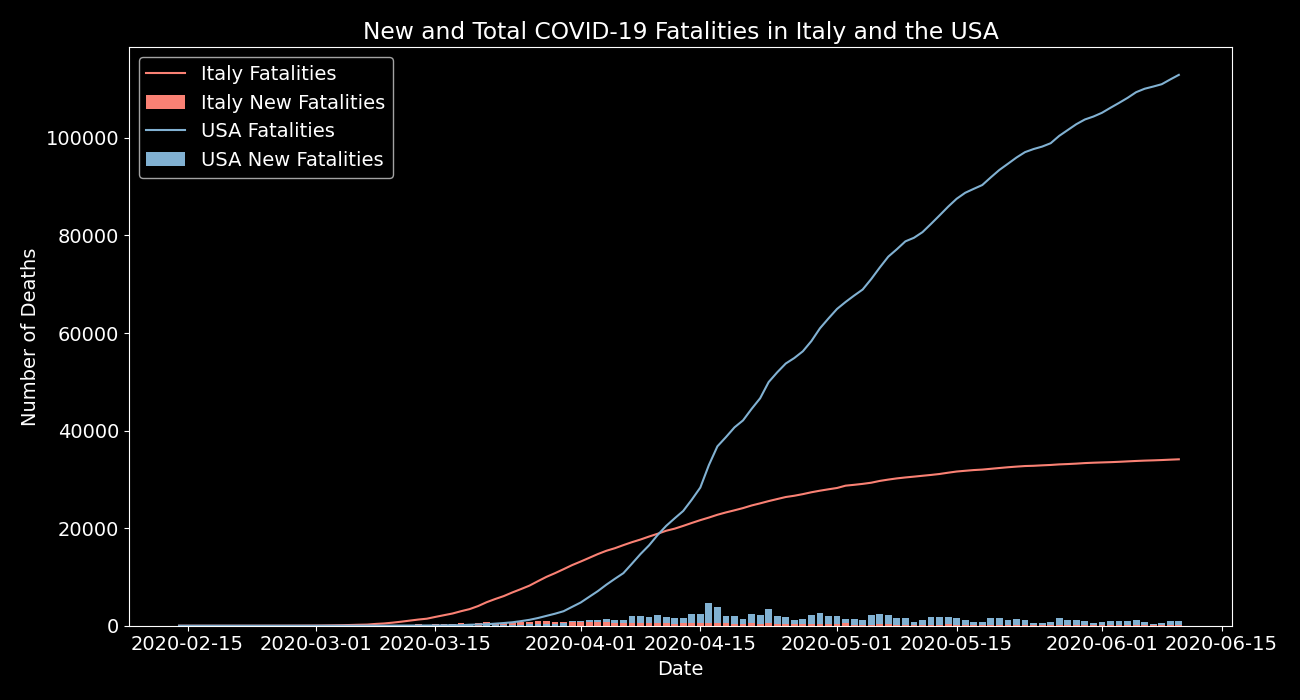 New and Total COVID-19 Fatalities in Italy and the USA
Italy Fatalities
Italy New Fatalities
USA Fatalities
USA New Fatalities
Number of Deaths
100000
80000
60000
40000
20000
0
2020-02-15 2020-03-01 2020-03-15 2020-04-01 2020-04-15 2020-05-01 2020-05-15 2020-06-01 2020-06-15
Date